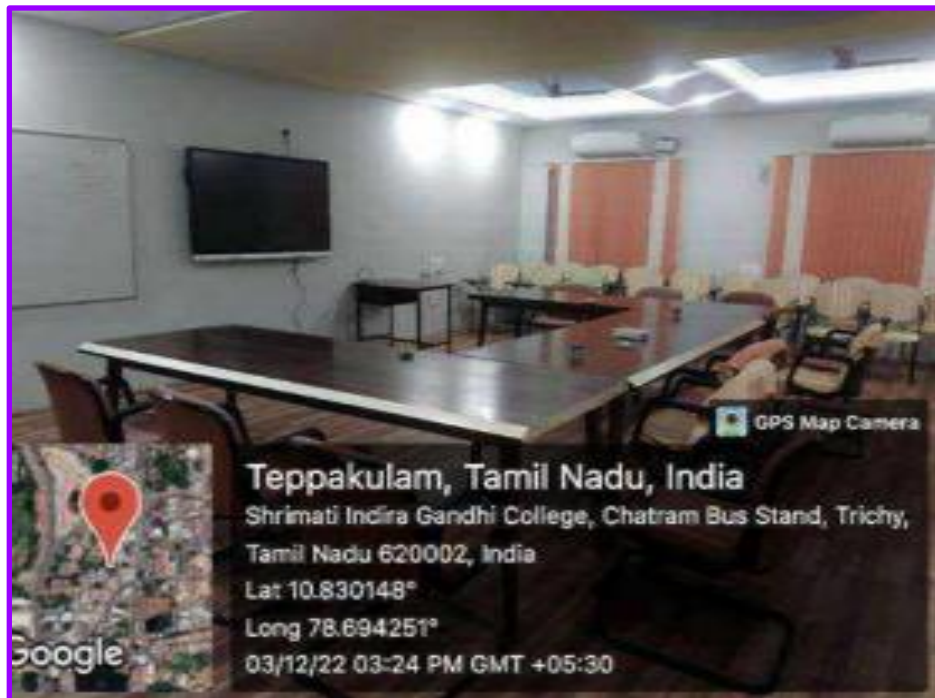 GPS Map Camera
Teppakulam, Tamil Nadu, India
Shrimati Indira Gandhi College, Chatram Bus Stand, Trichy,
Tamil Nadu 620002, India
Lat 10.830148°
Long 78.694251°
03/12/22 03:24 PM GMT +05:30
Google